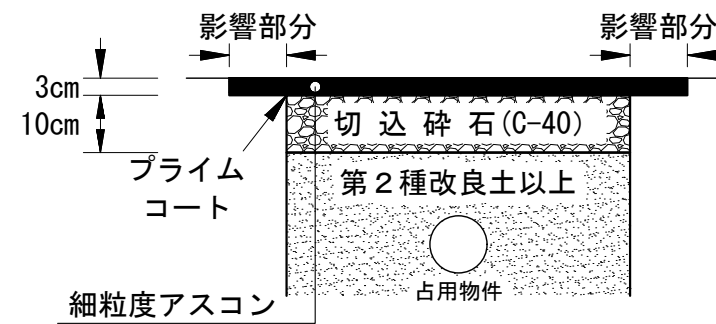 影響部分
影響部分
3cm
10cm
切込砕石(C-40)
プライム
コート
第2種改良土以上
占用物件
細粒度アスコン